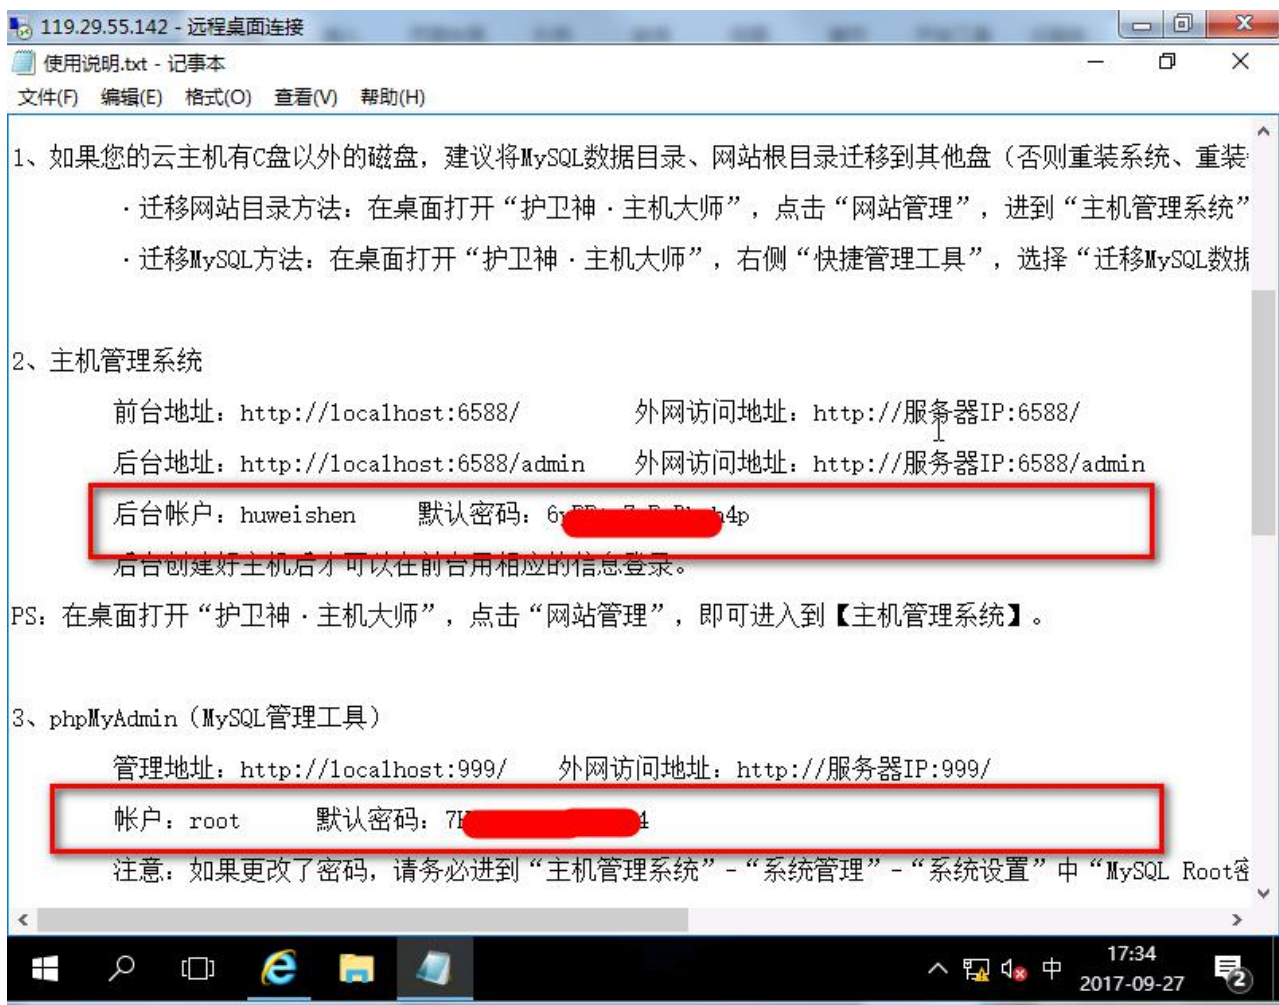 119.29.55.142 - 远程桌面连接
使用说明.txt - 记事本
文件(F) 编辑(E) 格式(O) 查看(V) 帮助(H)
1、如果您的云主机有C盘以外的磁盘，建议将MySQL数据目录、网站根目录迁移到其他盘（否则重装系统、重装
·迁移网站目录方法：在桌面打开“护卫神·主机大师”，点击“网站管理”，进到“主机管理系统”
·迁移MySQL方法：在桌面打开“护卫神·主机大师”，右侧“快捷管理工具”，选择“迁移MySQL数据
2、主机管理系统
前台地址：http://localhost:6588/ 外网访问地址：http://服务器IP:6588/
后台地址：http://localhost:6588/admin 外网访问地址：http://服务器IP:6588/admin
后台帐户：huweishen 默认密码：6y h4p
后台创建好主机后才可以在前台用相应的信息登录。
PS：在桌面打开“护卫神·主机大师”，点击“网站管理”，即可进入到【主机管理系统】。
3、phpMyAdmin（MySQL管理工具）
管理地址：http://localhost:999/ 外网访问地址：http://服务器IP:999/
帐户：root 默认密码：7H 4
注意：如果更改了密码，请务必进到“主机管理系统”-“系统管理”-“系统设置”中“MySQL Root密
中
17:34
2017-09-27
2